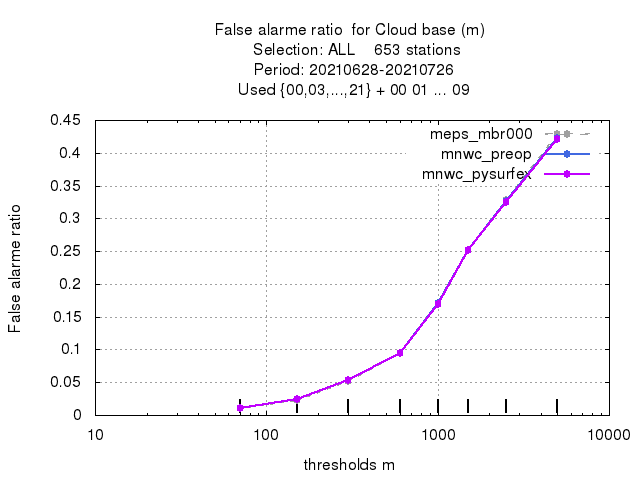 False alarme ratio  for Cloud base (m)
Selection: ALL    653 stations
Period: 20210628-20210726
Used {00,03,...,21} + 00 01 ... 09
meps_mbr000
mnwc_preop
mnwc_pysurfex
False alarme ratio
0.45
0.4
0.35
0.3
0.25
0.2
0.15
0.1
0.05
0
10
100
1000
10000
thresholds m